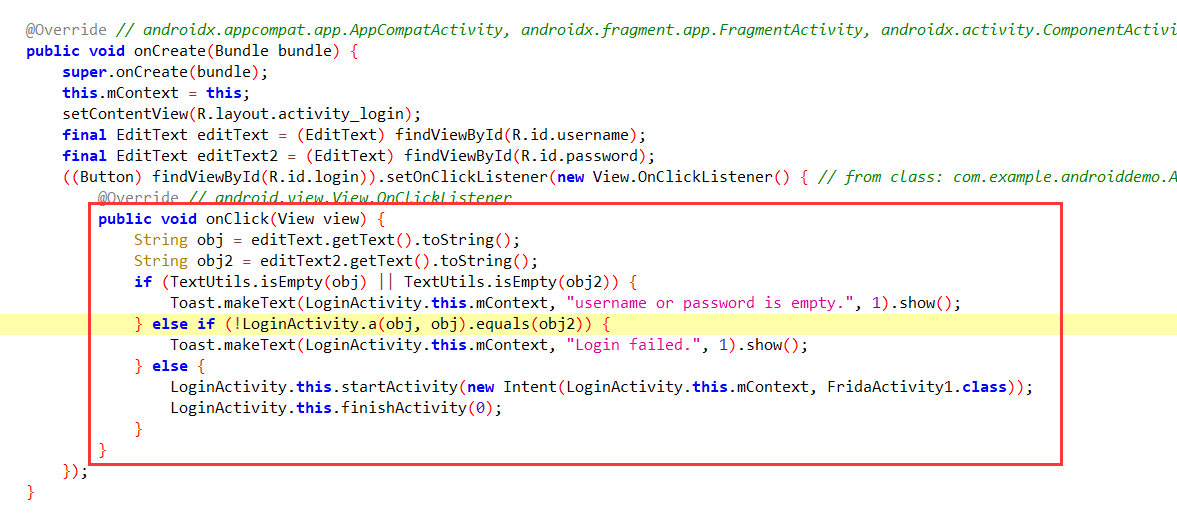 @Override // androidx.appcompat.app.AppCompatActivity, androidx.fragment.app.FragmentActivity, androidx.activity.ComponentActivi
public void onCreate(Bundle bundle) {
super.onCreate(bundle);
this.mContext = this;
setContentView(R.layout.activity_login);
final EditText editText = (EditText) findViewById(R.id.username);
final EditText editText2 = (EditText) findViewById(R.id.password);
((Button) findViewById(R.id.login)).setOnClickListener(new View.OnClickListener() { // from class: com.example.androiddemo.A
@Override // android.view.View.OnClickListener
public void onClick(View view) {
String obj = editText.getText().toString();
String obj2 = editText2.getText().toString();
if (TextUtils.isEmpty(obj) || TextUtils.isEmpty(obj2)) {
Toast.makeText(LoginActivity.this.mContext, "username or password is empty.", 1).show();
} else if (!LoginActivity.a(obj, obj).equals(obj2)) {
Toast.makeText(LoginActivity.this.mContext, "Login failed.", 1).show();
} else {
LoginActivity.this.startActivity(new Intent(LoginActivity.this.mContext, FridaActivity1.class));
LoginActivity.this.finishActivity(0);
}
}
});
}